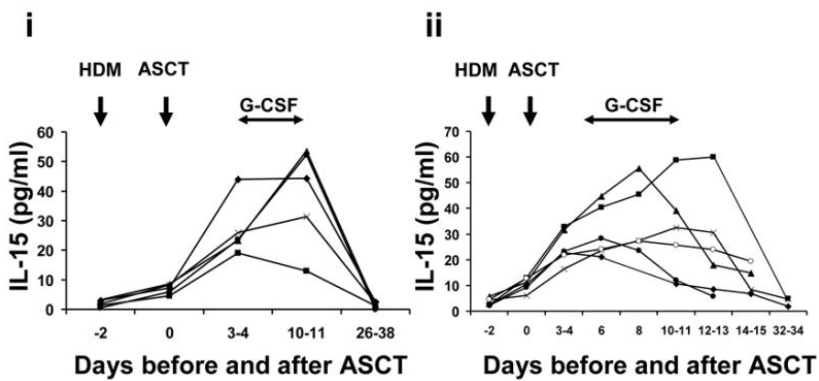 i
HDM ASCT
G-CSF
60
50
40
30
20
10
0
IL-15 (pg/ml)
-2 0 3-4 10-11 26-38
Days before and after ASCT
ii
HDM ASCT
G-CSF
70
60
50
40
30
20
10
0
IL-15 (pg/ml)
-2 0 3-4 6 8 10-11 12-13 14-15 32-34
Days before and after ASCT